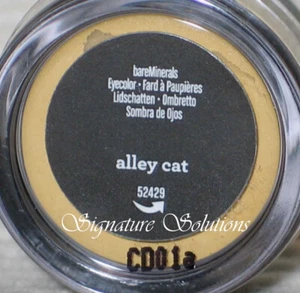 bareMinerals
Eyecolor • Fard à Paupières
Lidschatten • Ombretto
Sombra de Ojos
alley cat
52429
Signature Solutions
CD01a